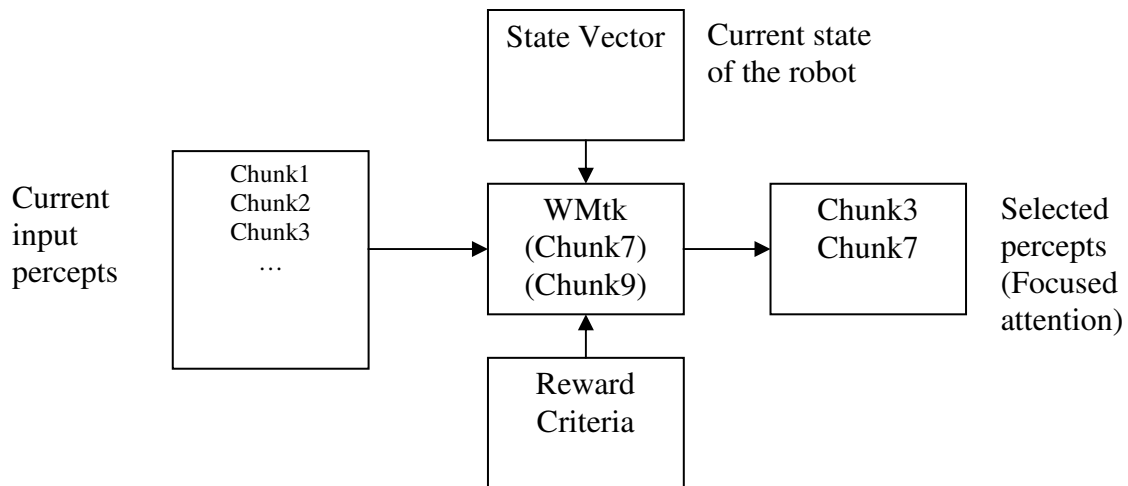 State Vector
Current state
of the robot
Current
input
percepts
Chunk1
Chunk2
Chunk3
…
WMtk
(Chunk7)
(Chunk9)
Chunk3
Chunk7
Selected
percepts
(Focused
attention)
Reward
Criteria